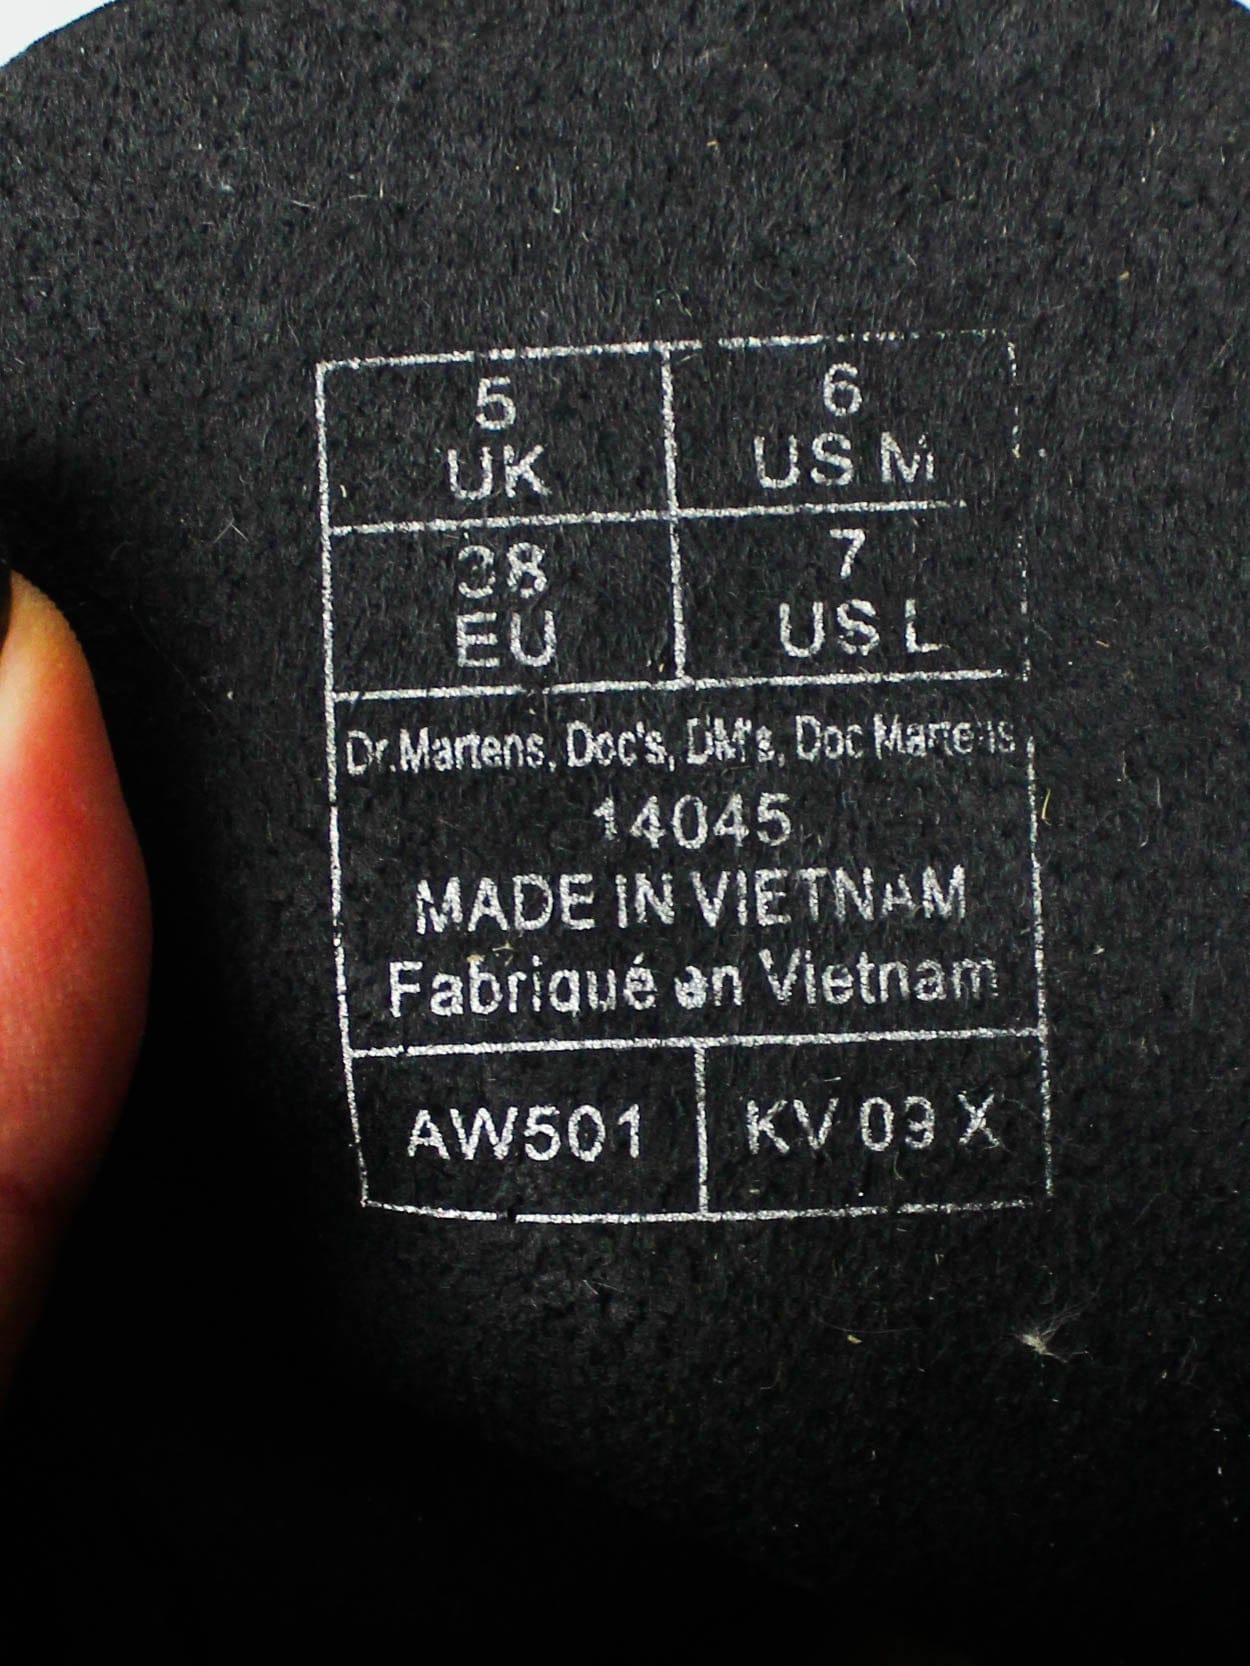 5
UK
6
US M
38
EU
7
US L
Dr.Martens, Doc's, DM's, Doc Martens
14045
MADE IN VIETNAM
Fabriqué en Vietnam
AW501
KV 09 X